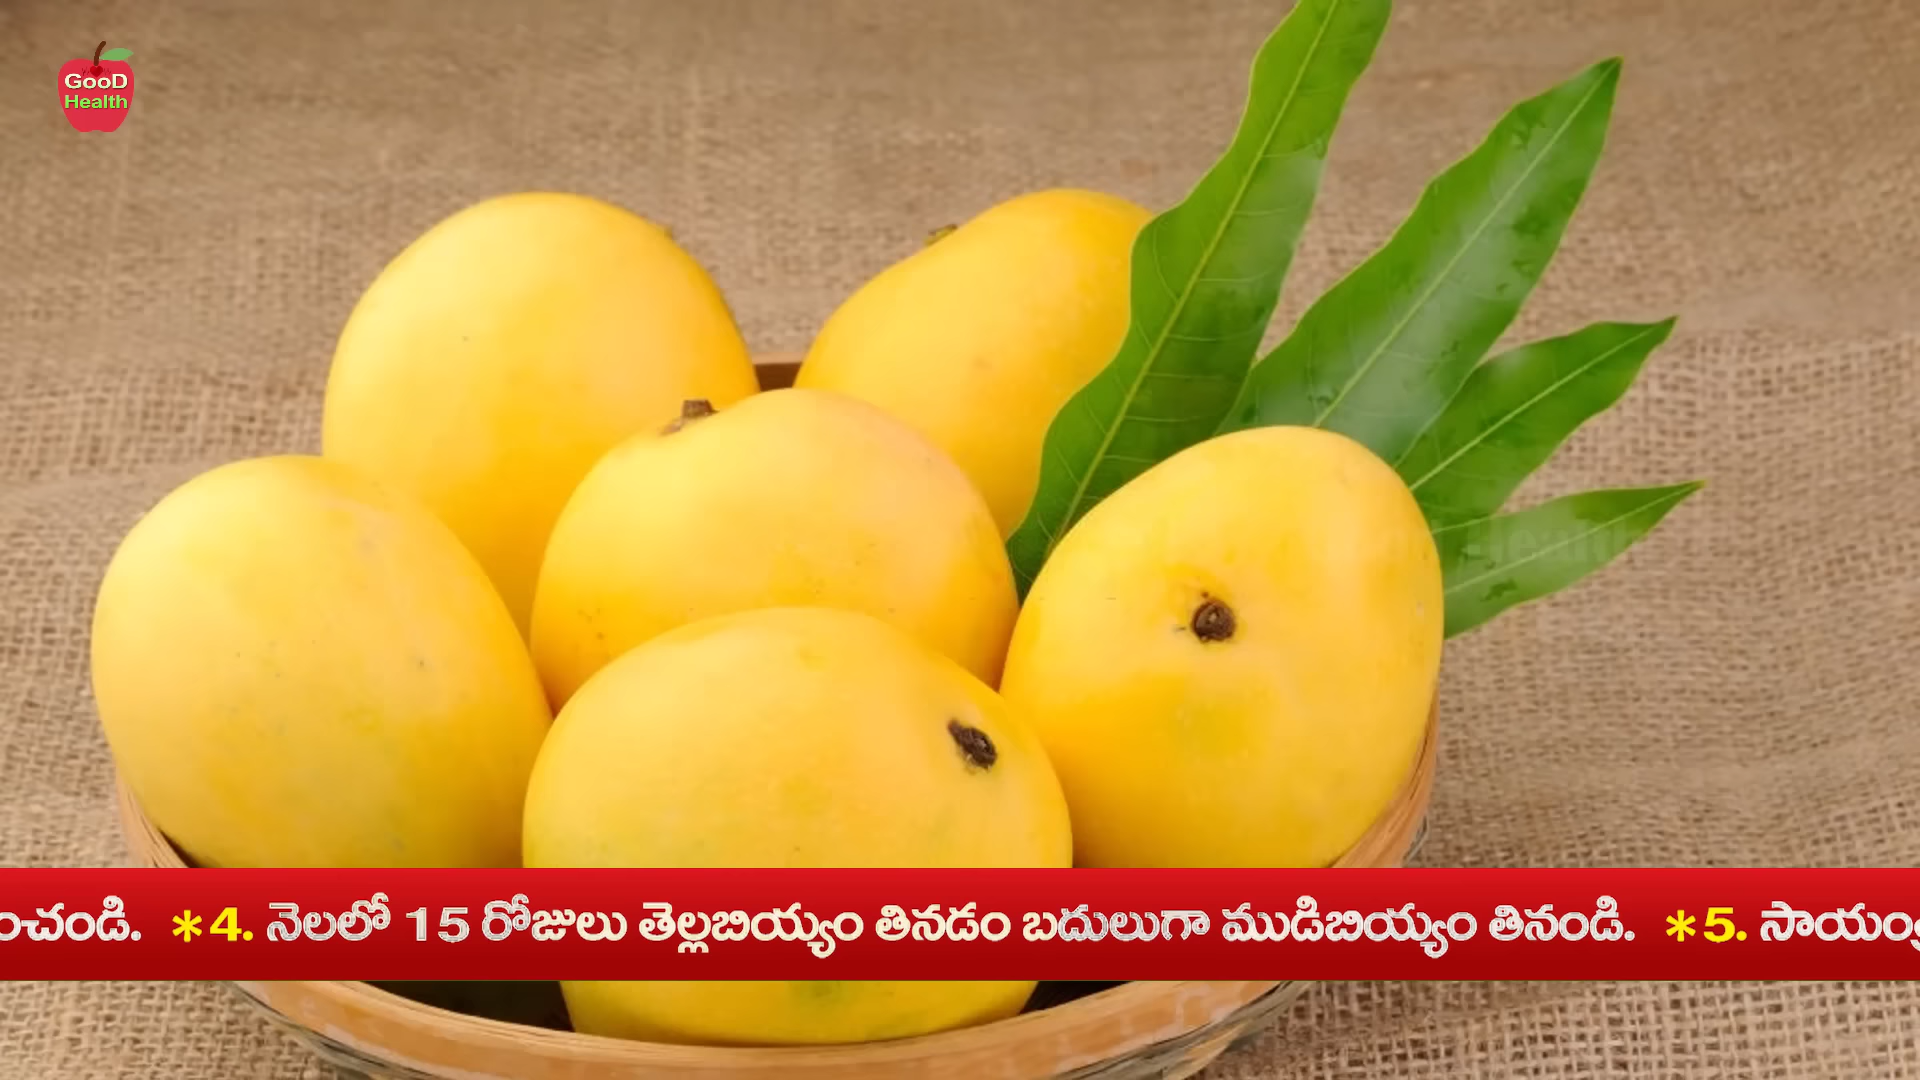 GooD
Health
ంచండి. *4. నెలలో 15 రోజులు తెల్లబియ్యం తినడం బదులుగా ముడిబియ్యం తినండి. *5. సాయం